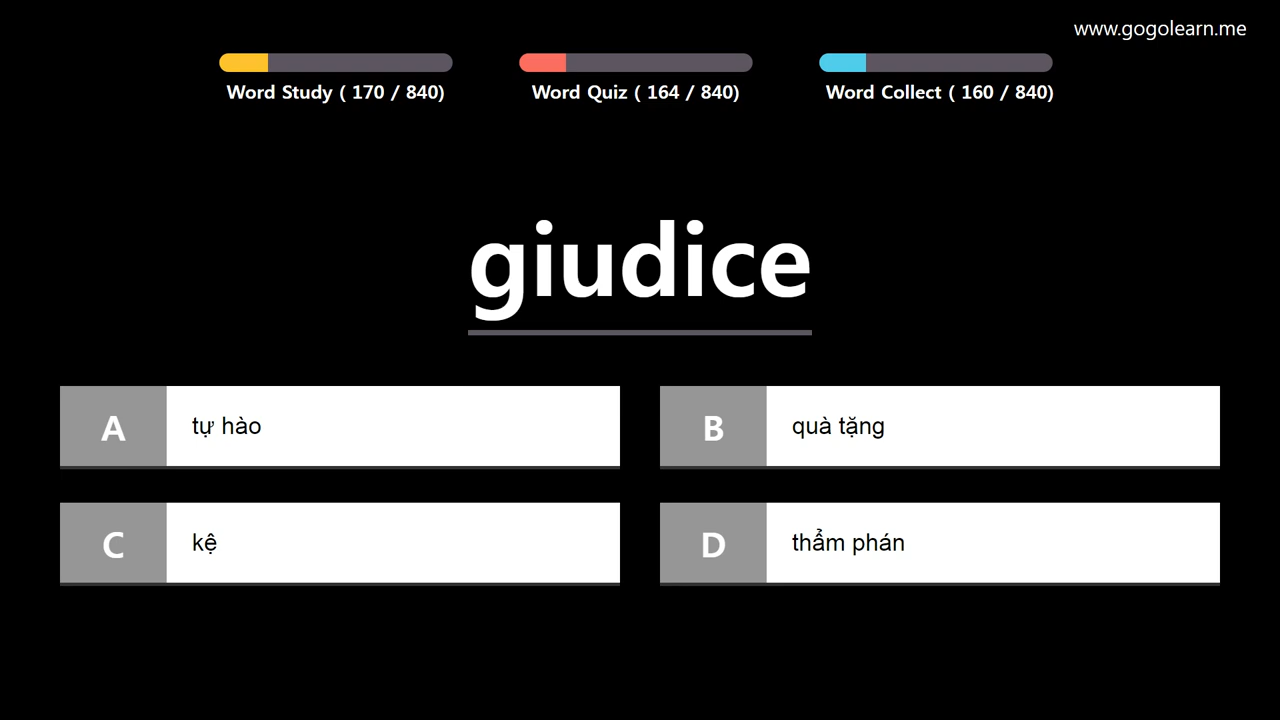 www.gogolearn.me
Word Study ( 170 / 840)
Word Quiz ( 164 / 840)
Word Collect ( 160 / 840)
giudice
A
tự hào
B
quà tặng
C
kệ
D
thẩm phán